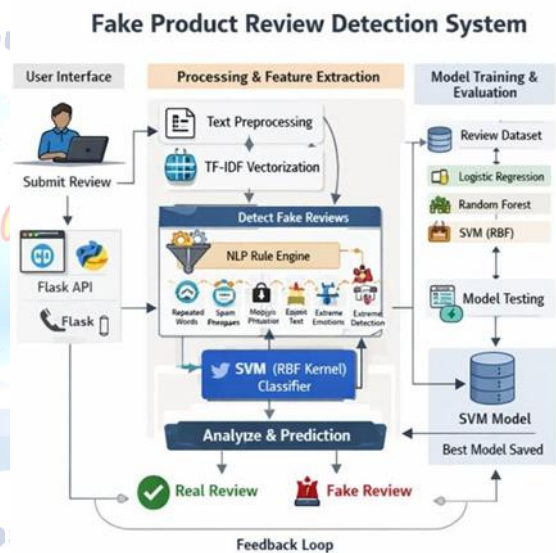 Fake Product Review Detection System
User Interface
Processing & Feature Extraction
Model Training &
Evaluation
Submit Review
Text Preprocessing
TF-IDF Vectorization
Review Dataset
Logistic Regression
Random Forest
SVM (RBF)
Detect Fake Reviews
NLP Rule Engine
Repeated
Words
Spam
Text
Extreme
Emotions
Extreme
Detection
Flask API
Flask
Model Testing
SVM (RBF Kernel)
Classifier
SVM Model
Best Model Saved
Analyze & Prediction
Real Review
Fake Review
Feedback Loop